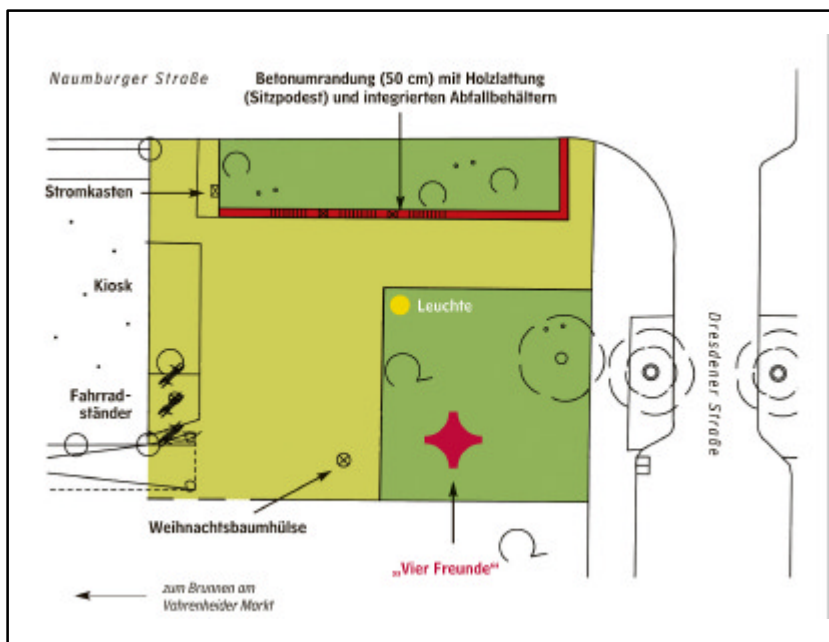 Naumburger Straße
Betonumrandung (50 cm) mit Holzlattung
(Sitzpodest) und integrierten Abfallbehältern
Stromkasten
Kiosk
Leuchte
Dresdener Straße
Fahrrad-
ständer
Weihnachtsbaumhülse
„Vier Freunde“
zum Brunnen am
Vahrenheider Markt